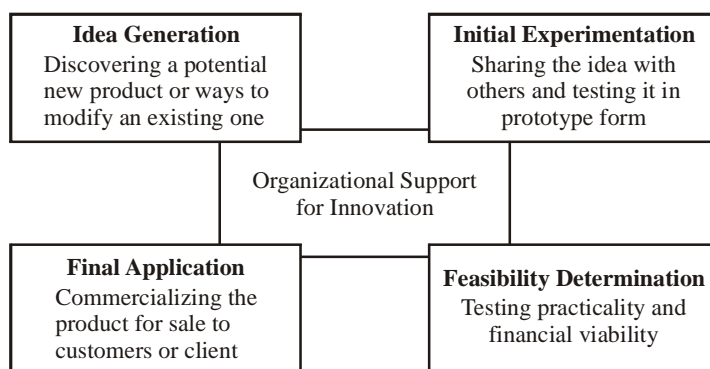 Idea Generation
Discovering a potential
new product or ways to
modify an existing one
Initial Experimentation
Sharing the idea with
others and testing it in
prototype form
Organizational Support
for Innovation
Final Application
Commercializing the
product for sale to
customers or client
Feasibility Determination
Testing practicality and
financial viability